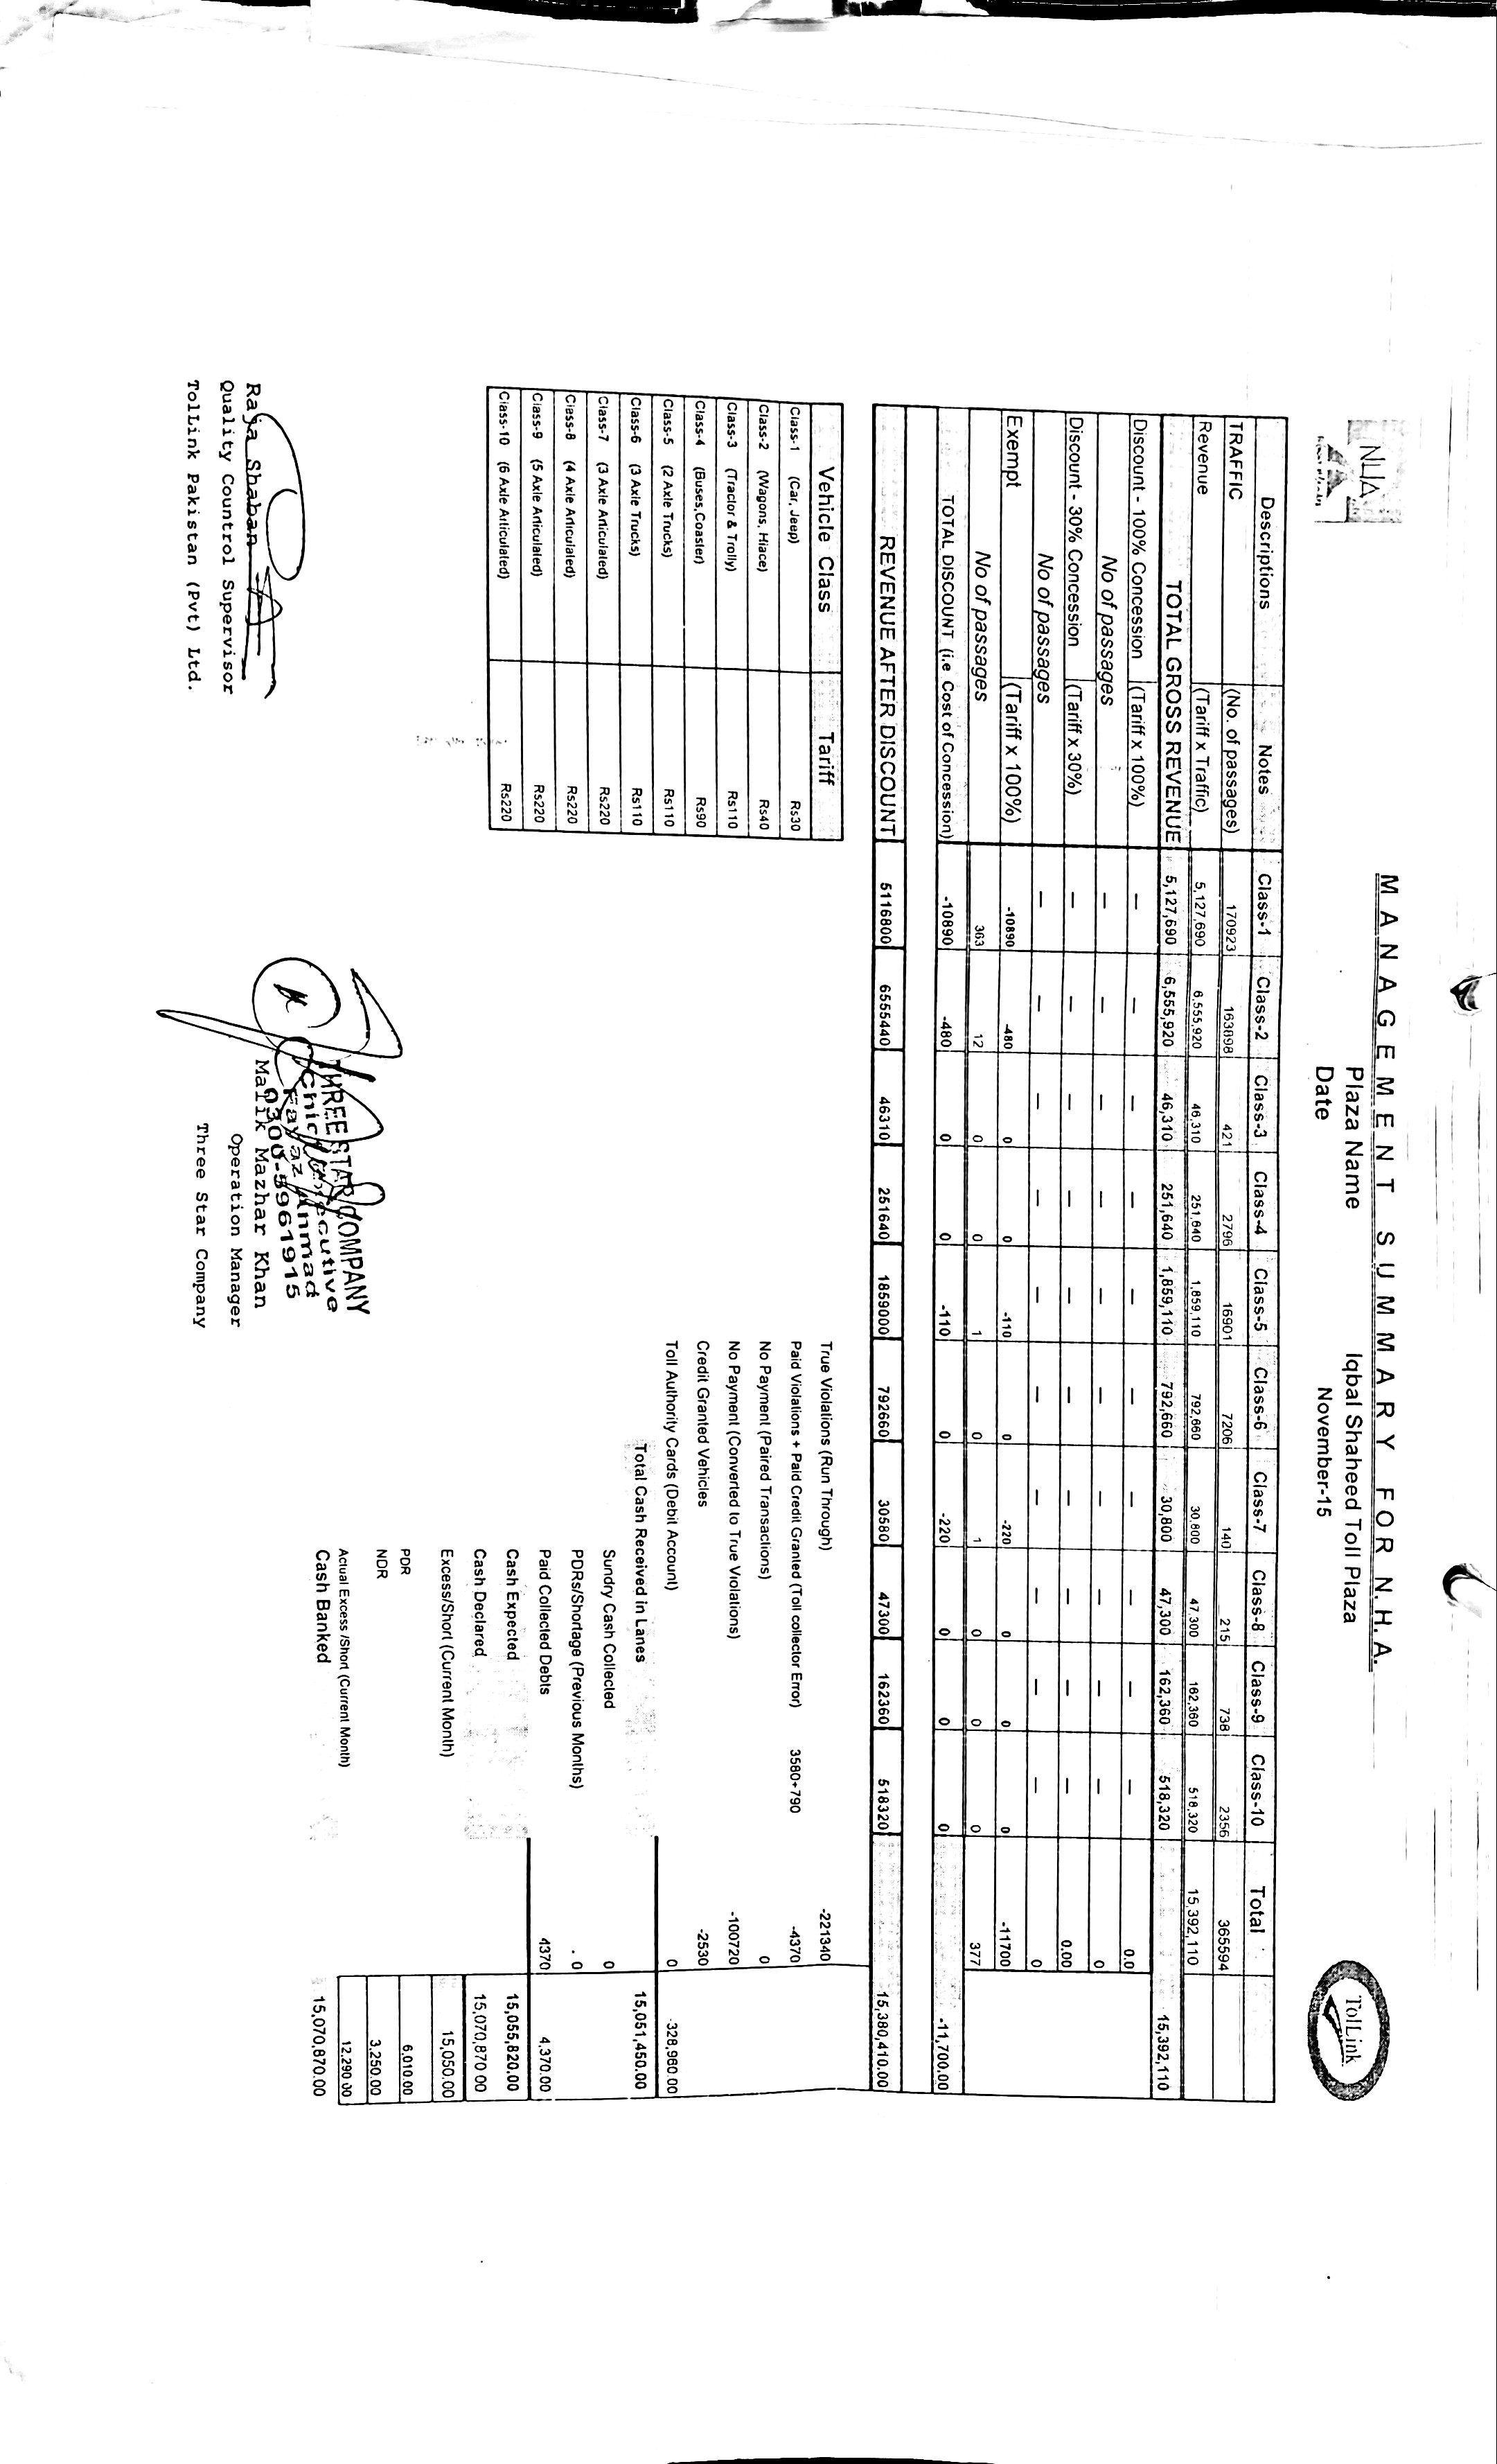 NHA
MANAGEMENT SUMMARY FOR N.H.A.
Plaza Name Iqbal Shaheed Toll Plaza
Date November-15
TolLink
Descriptions Notes Class-1 Class-2 Class-3 Class-4 Class-5 Class-6 Class-7 Class-8 Class-9 Class-10 Total
TRAFFIC (No. of passages) 170923 163898 421 2796 16901 7206 140 215 738 2356 365594
Revenue (Tariff x Traffic) 5,127,690 6,555,920 46,310 251,640 1,859,110 792,660 30,800 47,300 162,360 518,320 15,392,110
TOTAL GROSS REVENUE 5,127,690 6,555,920 46,310 251,640 1,859,110 792,660 30,800 47,300 162,360 518,320 15,392,110
Discount - 100% Concession (Tariff x 100%) – – – – – – – – – – 0.0
No of passages – – – – – – – – – – 0
Discount - 30% Concession (Tariff x 30%) – – – – – – – – – – 0.00
No of passages – – – – – – – – – – 0
Exempt (Tariff x 100%) -10890 -480 0 0 -110 0 -220 0 0 0 -11700
No of passages 363 12 0 0 1 0 1 0 0 0 377
TOTAL DISCOUNT (i.e Cost of Concession) -10890 -480 0 0 -110 0 -220 0 0 0 -11,700.00
REVENUE AFTER DISCOUNT 5116800 6555440 46310 251640 1859000 792660 30580 47300 162360 518320 15,380,410.00
Vehicle Class Tariff
Class-1 (Car, Jeep) Rs30
Class-2 (Wagons, Hiace) Rs40
Class-3 (Tractor & Trolly) Rs110
Class-4 (Buses,Coaster) Rs90
Class-5 (2 Axle Trucks) Rs110
Class-6 (3 Axle Trucks) Rs110
Class-7 (3 Axle Articulated) Rs220
Class-8 (4 Axle Articulated) Rs220
Class-9 (5 Axle Articulated) Rs220
Class-10 (6 Axle Articulated) Rs220
True Violations (Run Through) -221340
Paid Violations + Paid Credit Granted (Toll collector Error) 3580+790 -4370
No Payment (Paired Transactions) 0
No Payment (Converted to True Violations) -100720
Credit Granted Vehicles -2530
Toll Authority Cards (Debit Account) 0 -328,960.00
Total Cash Received in Lanes 15,051,450.00
Sundry Cash Collected 0
PDRs/Shortage (Previous Months) 0
Paid Collected Debts 4370 4,370.00
Cash Expected 15,055,820.00
Cash Declared 15,070,870.00
Excess/Short (Current Month) 15,050.00
PDR 6,010.00
NDR 3,250.00
Actual Excess /Short (Current Month) 12,290.00
Cash Banked 15,070,870.00
Raja Shaban
Quality Countrol Supervisor
TolLink Pakistan (Pvt) Ltd.
THREE STAR COMPANY
Chief Executive
Fayaz Ahmad
0300-5961915
Malik Mazhar Khan
Operation Manager
Three Star Company